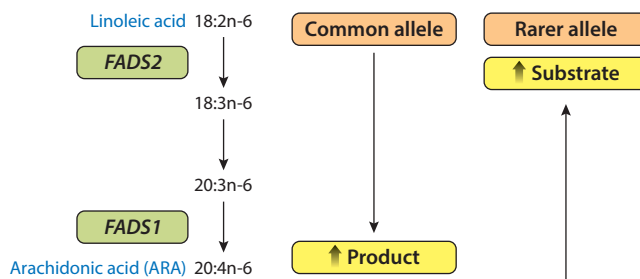 Linoleic acid 18:2n-6
Common allele
Rarer allele
FADS2
Substrate
18:3n-6
20:3n-6
FADS1
Product
Arachidonic acid (ARA) 20:4n-6